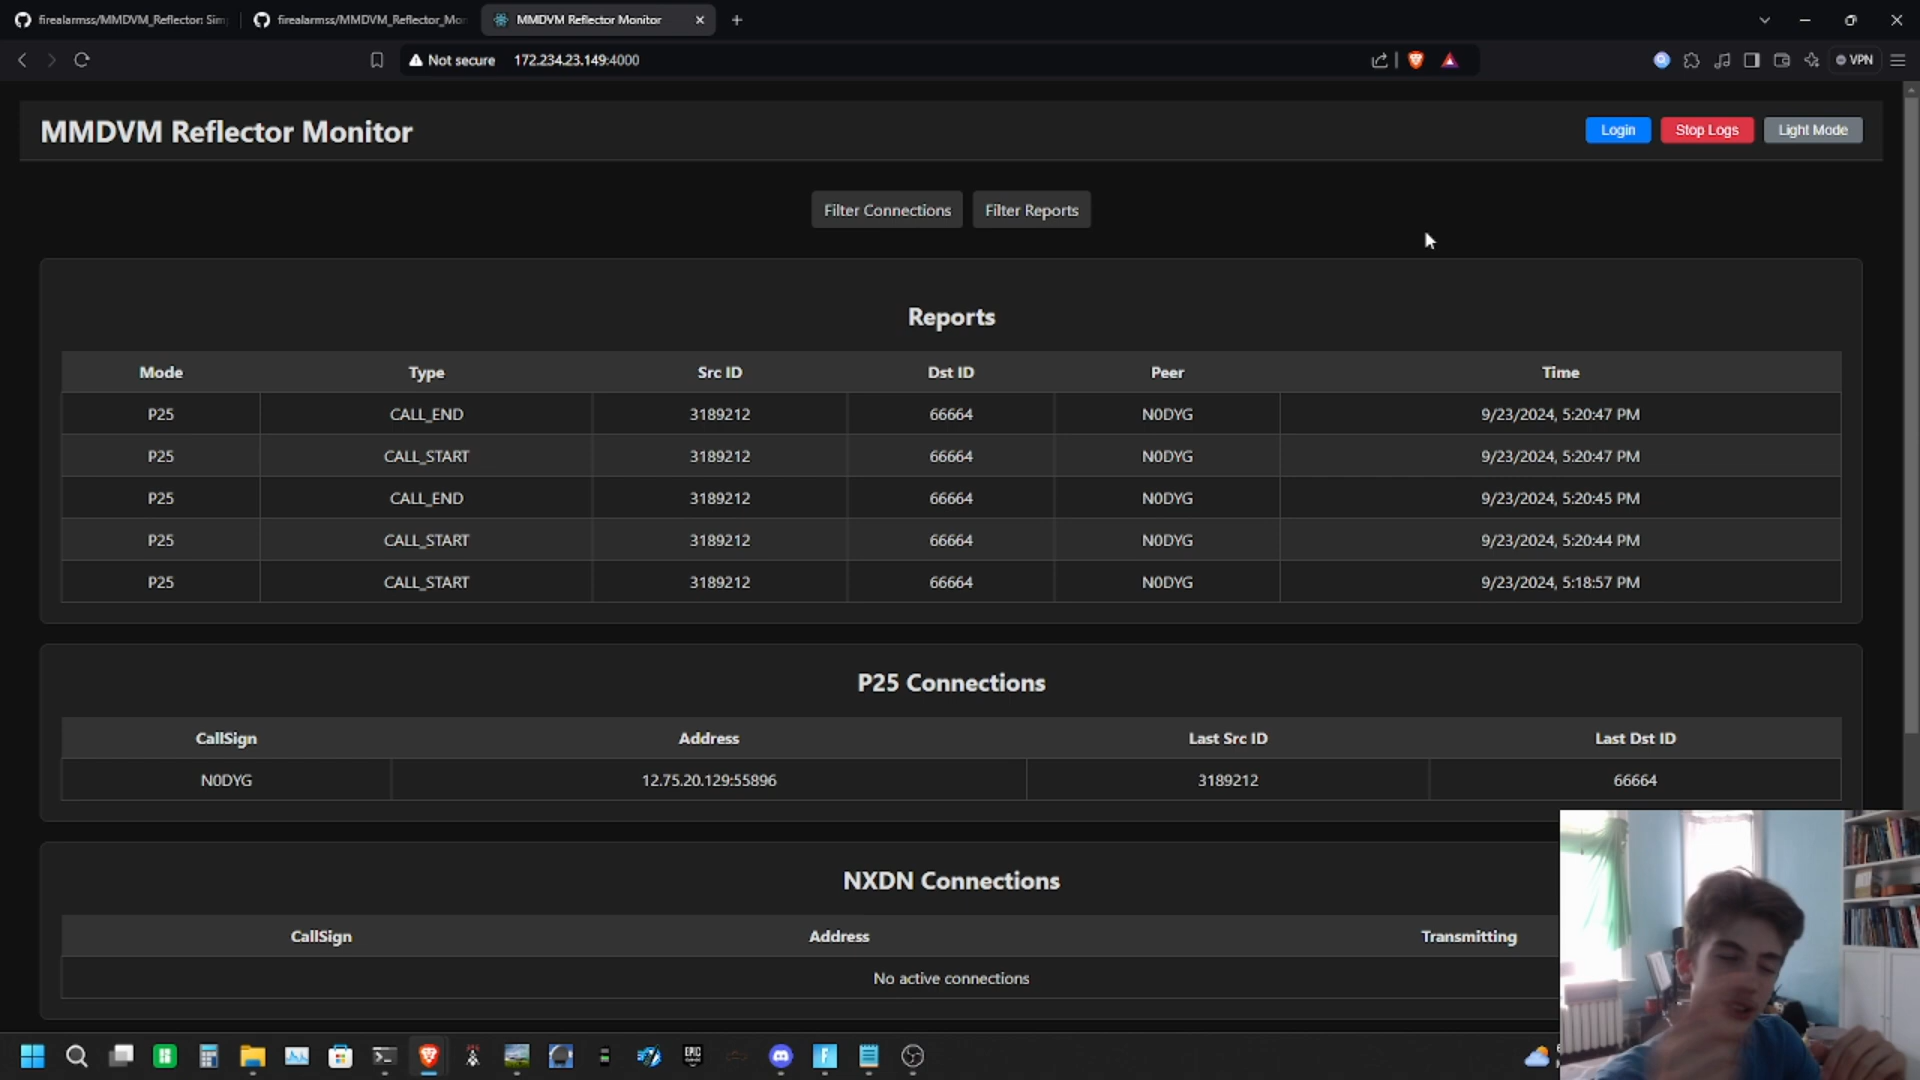 firealarmss/MMDVM_Reflector: Sim
firealarmss/MMDVM_Reflector_Mon
MMDVM Reflector Monitor
Not secure 172.234.23.149:4000
VPN
MMDVM Reflector Monitor
Login
Stop Logs
Light Mode
Filter Connections
Filter Reports
Reports
Mode Type Src ID Dst ID Peer Time
P25 CALL_END 3189212 66664 N0DYG 9/23/2024, 5:20:47 PM
P25 CALL_START 3189212 66664 N0DYG 9/23/2024, 5:20:47 PM
P25 CALL_END 3189212 66664 N0DYG 9/23/2024, 5:20:45 PM
P25 CALL_START 3189212 66664 N0DYG 9/23/2024, 5:20:44 PM
P25 CALL_START 3189212 66664 N0DYG 9/23/2024, 5:18:57 PM
P25 Connections
CallSign Address Last Src ID Last Dst ID
N0DYG 12.75.20.129:55896 3189212 66664
NXDN Connections
CallSign Address Transmitting
No active connections
EPIC